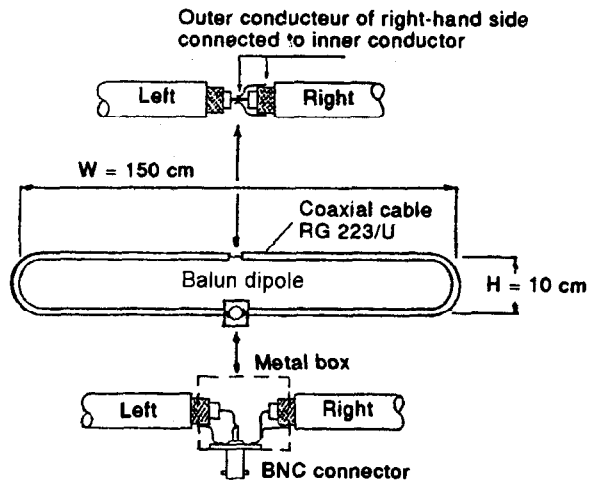 Outer conducteur of right-hand side
connected to inner conductor
Left
Right
W = 150 cm
Coaxial cable
RG 223/U
Balun dipole
H = 10 cm
Metal box
Left
Right
BNC connector